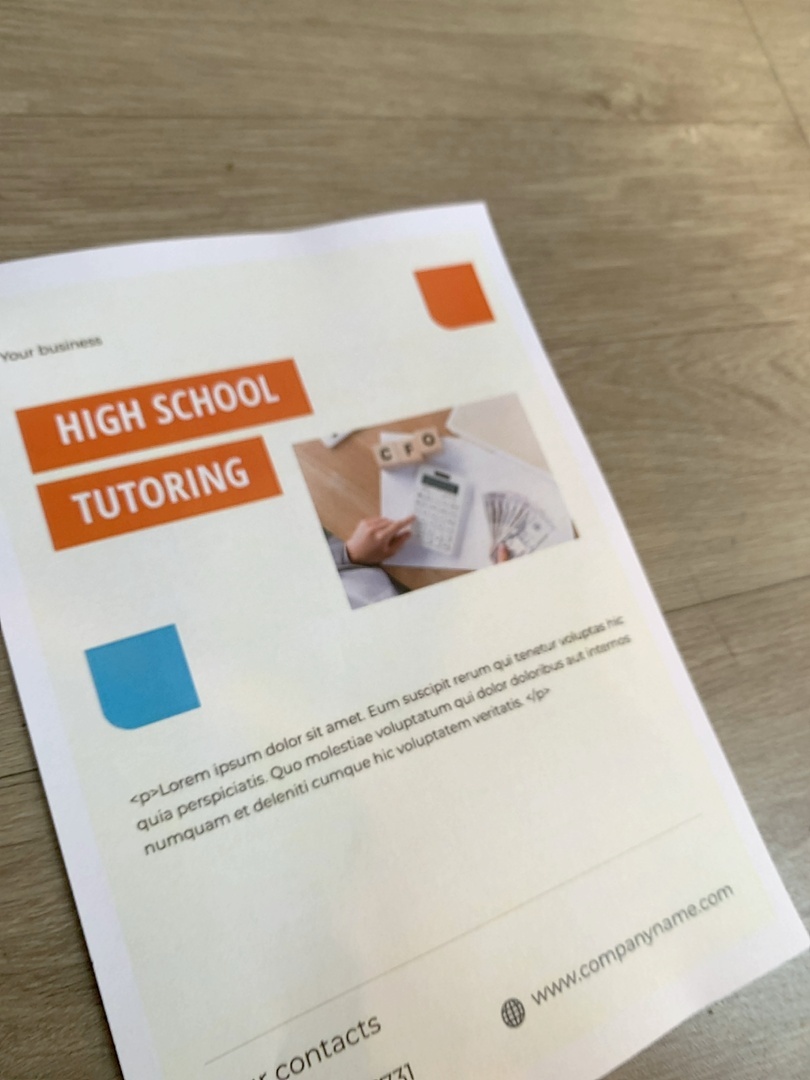 Your business
HIGH SCHOOL
TUTORING
CFO
<p>Lorem ipsum dolor sit amet. Eum suscipit rerum qui tenetur voluptas hic
quia perspiciatis. Quo molestiae voluptatum qui dolor doloribus aut internos
numquam et deleniti cumque hic voluptatem veritatis. </p>
contacts
www.companyname.com